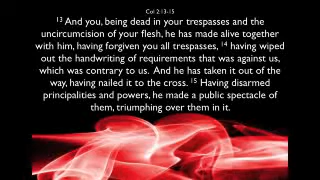 Col 2:13-15
13 And you, being dead in your trespasses and the
uncircumcision of your flesh, he has made alive together
with him, having forgiven you all trespasses, 14 having wiped
out the handwriting of requirements that was against us,
which was contrary to us. And he has taken it out of the
way, having nailed it to the cross. 15 Having disarmed
principalities and powers, he made a public spectacle of
them, triumphing over them in it.